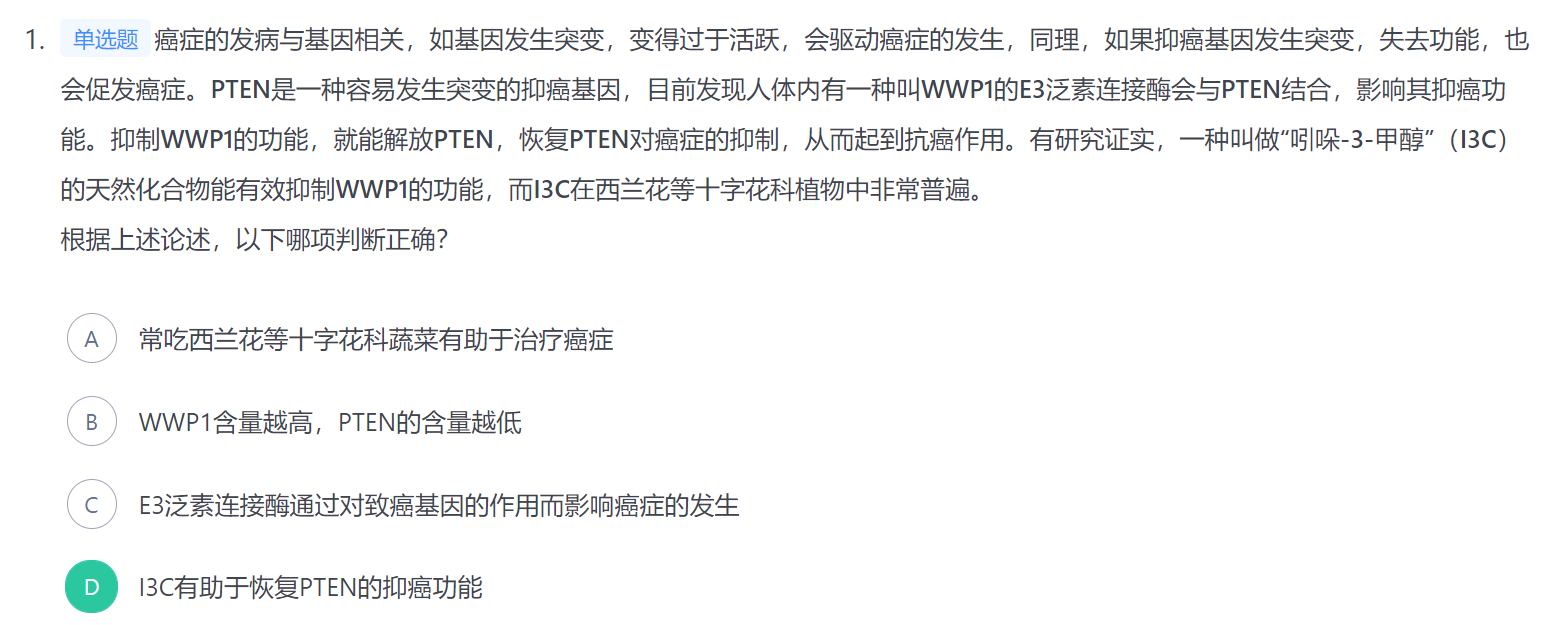 1. 单选题 癌症的发病与基因相关，如基因发生突变，变得过于活跃，会驱动癌症的发生，同理，如果抑癌基因发生突变，失去功能，也
会促发癌症。PTEN是一种容易发生突变的抑癌基因，目前发现人体内有一种叫WWP1的E3泛素连接酶会与PTEN结合，影响其抑癌功
能。抑制WWP1的功能，就能解放PTEN，恢复PTEN对癌症的抑制，从而起到抗癌作用。有研究证实，一种叫做“吲哚-3-甲醇”（I3C）
的天然化合物能有效抑制WWP1的功能，而I3C在西兰花等十字花科植物中非常普遍。
根据上述论述，以下哪项判断正确？
A 常吃西兰花等十字花科蔬菜有助于治疗癌症
B WWP1含量越高，PTEN的含量越低
C E3泛素连接酶通过对致癌基因的作用而影响癌症的发生
D I3C有助于恢复PTEN的抑癌功能